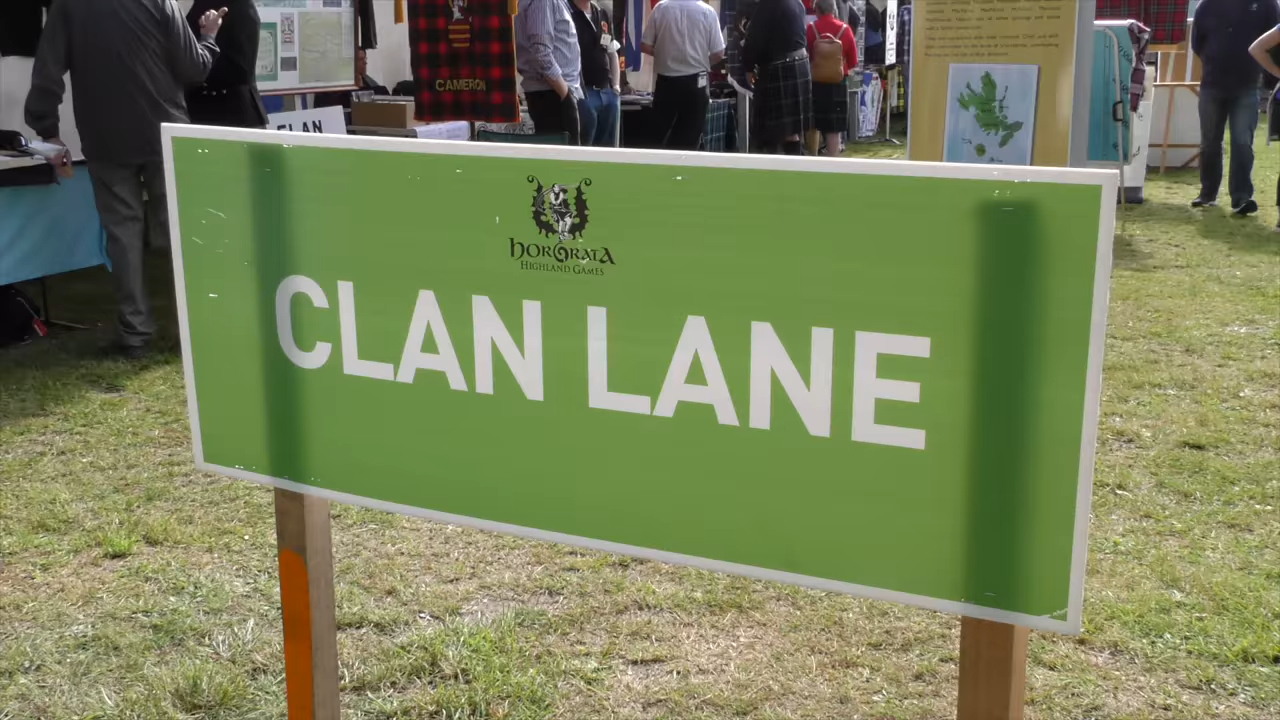 CAMERON
CLAN
HORORATA
HIGHLAND GAMES
CLAN LANE